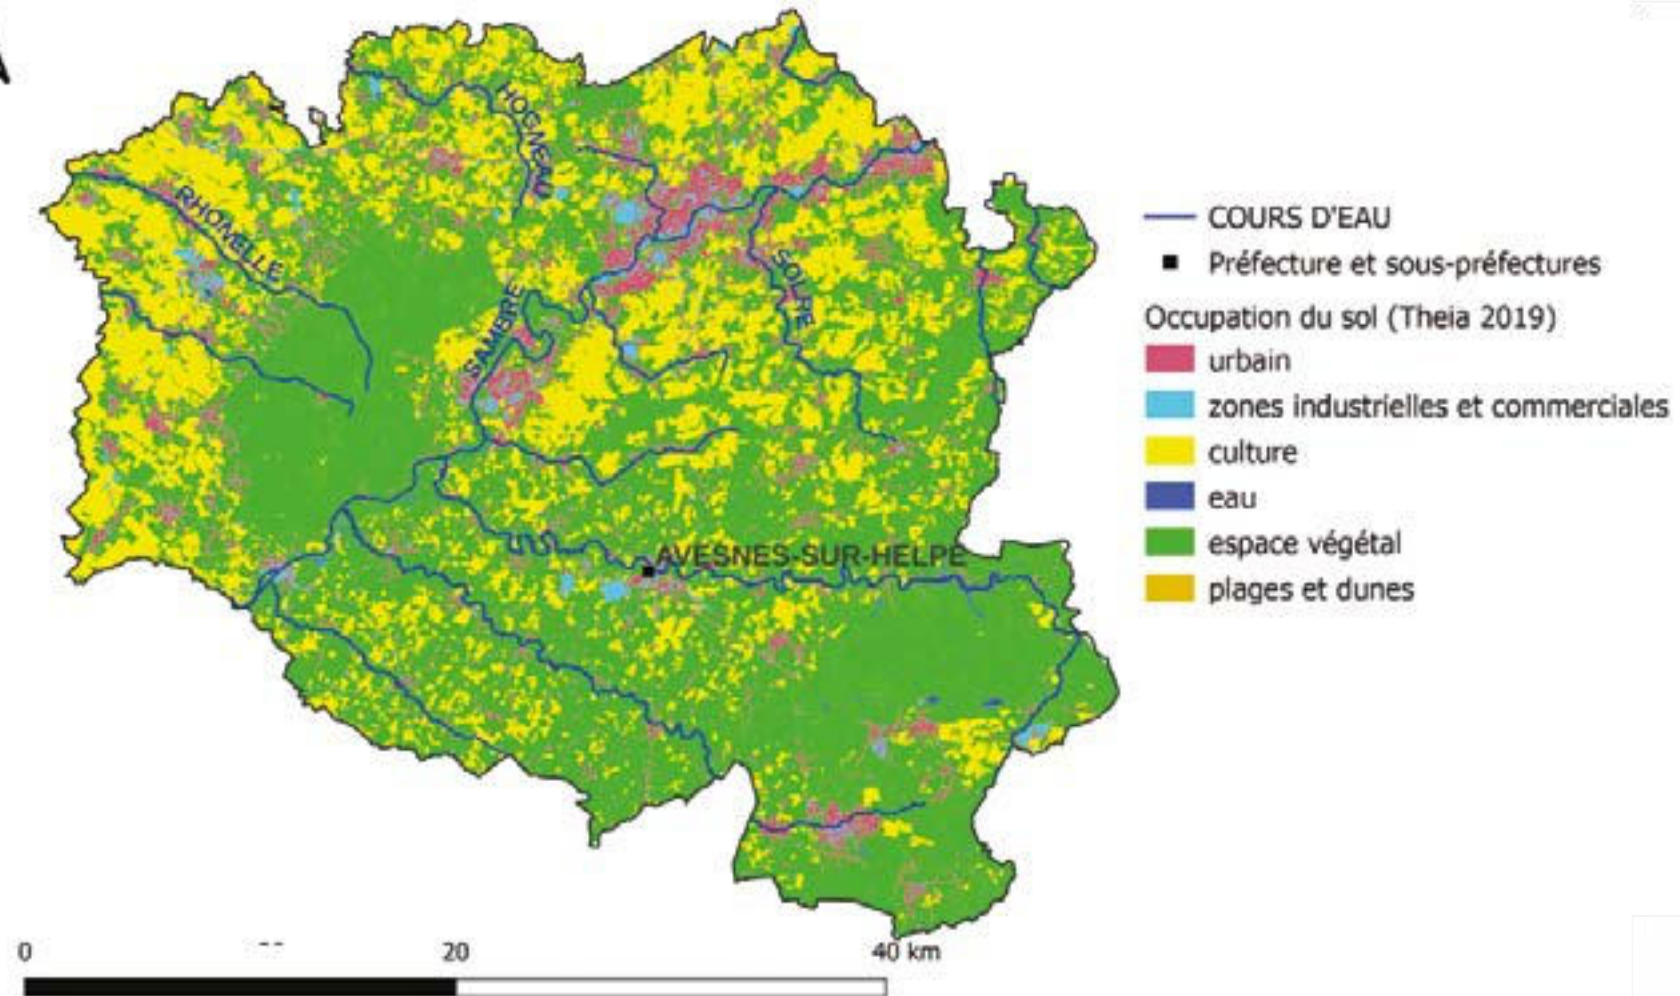 HOGNEAU
RHONELLE
SAMBRE
SOLRE
AVESNES-SUR-HELPE
COURS D'EAU
Préfecture et sous-préfectures
Occupation du sol (Theia 2019)
urbain
zones industrielles et commerciales
culture
eau
espace végétal
plages et dunes
0 20 40 km